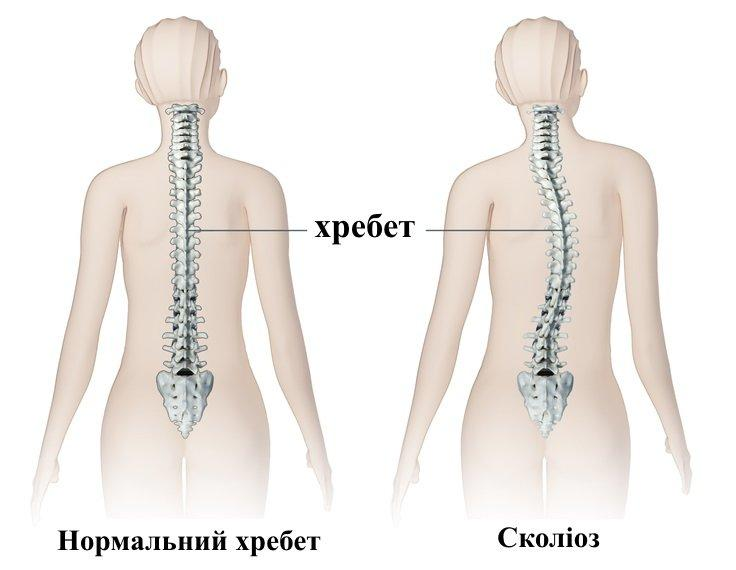 хребет
Нормальний хребет
Сколіоз